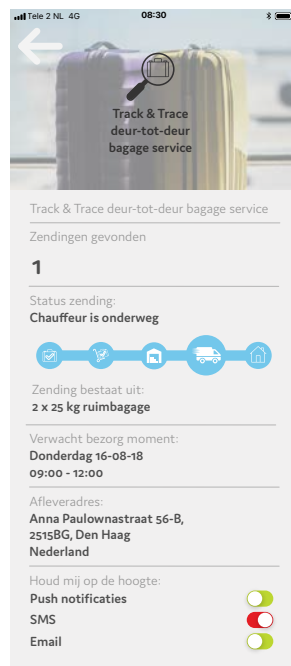 Tele 2 NL 4G 08:30
Track & Trace
deur-tot-deur
bagage service
Track & Trace deur-tot-deur bagage service
Zendingen gevonden
1
Status zending:
Chauffeur is onderweg
Zending bestaat uit:
2 x 25 kg ruimbagage
Verwacht bezorg moment:
Donderdag 16-08-18
09:00 - 12:00
Afleveradres:
Anna Paulownastraat 56-B,
2515BG, Den Haag
Nederland
Houd mij op de hoogte:
Push notificaties
SMS
Email